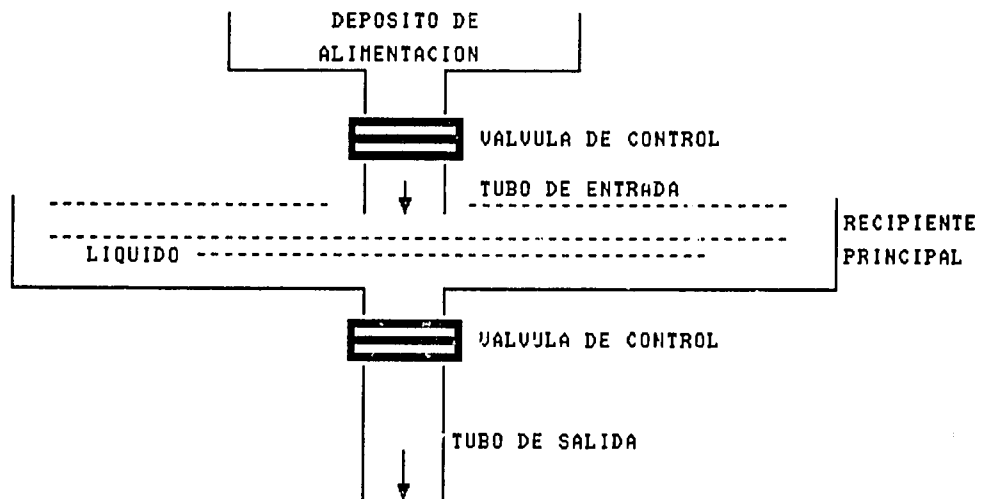 DEPOSITO DE
ALIMENTACION
VALVULA DE CONTROL
TUBO DE ENTRADA
RECIPIENTE
LIQUIDO
PRINCIPAL
VALVULA DE CONTROL
TUBO DE SALIDA